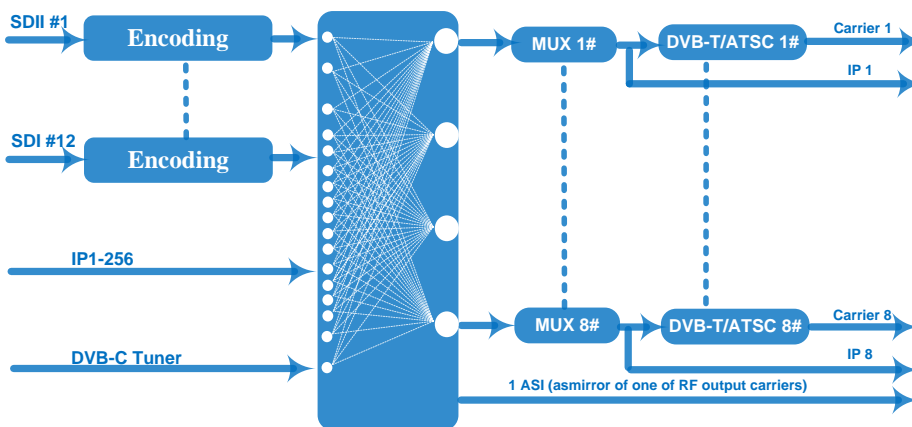 SDII #1
Encoding
SDI #12
Encoding
IP1-256
DVB-C Tuner
MUX 1#
DVB-T/ATSC 1#
Carrier 1
IP 1
MUX 8#
DVB-T/ATSC 8#
Carrier 8
IP 8
1 ASI (asmirror of one of RF output carriers)